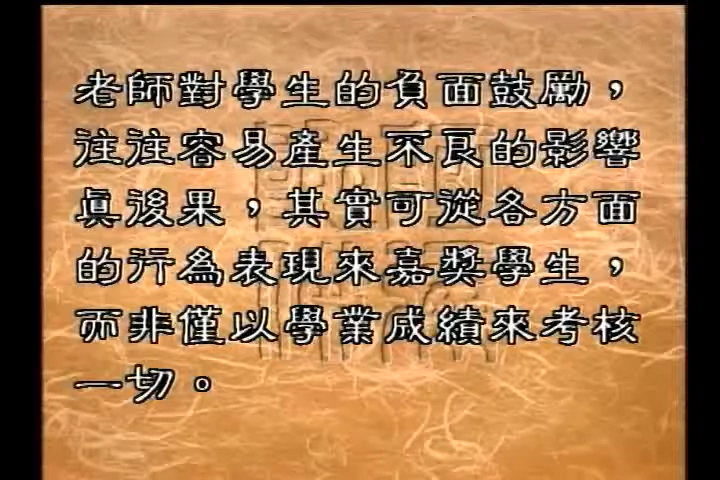 老師對學生的負面鼓勵，
往往容易產生不良的影響
與後果，其實可從各方面
的行為表現來嘉獎學生，
而非僅以學業成績來考核
一切。